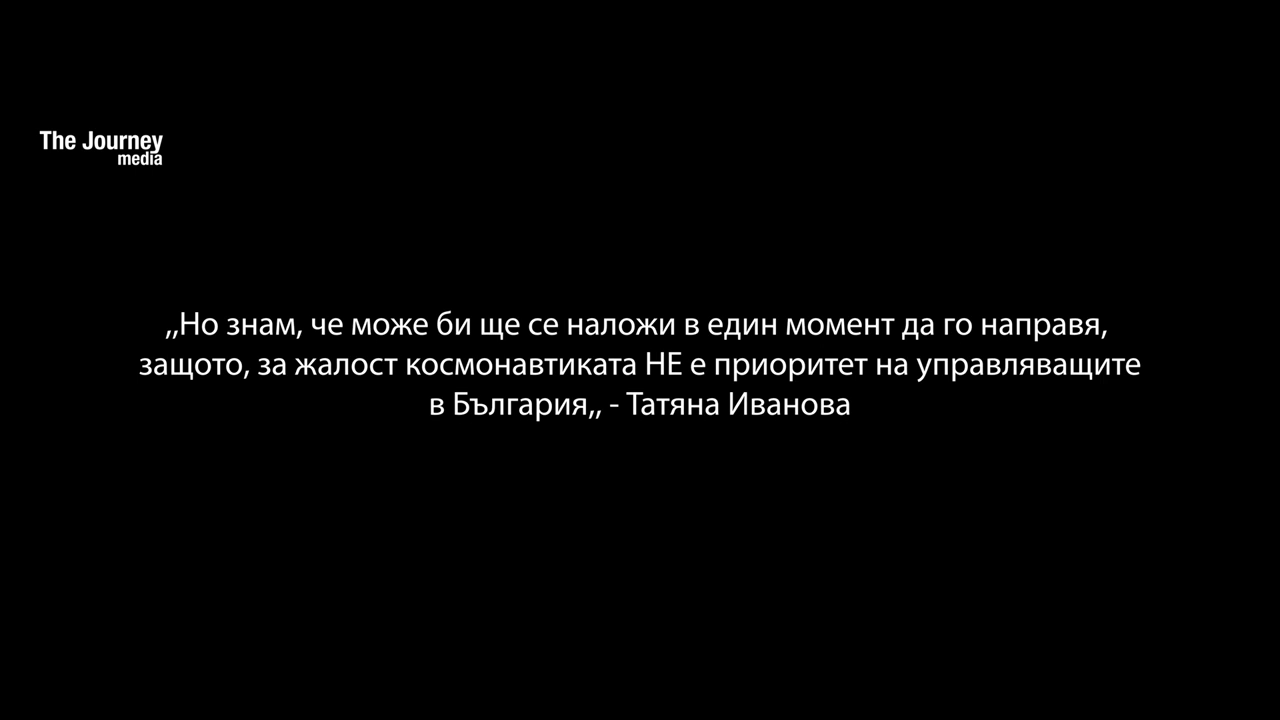 The Journey
media
,,Но знам, че може би ще се наложи в един момент да го направя,
защото, за жалост космонавтиката НЕ е приоритет на управляващите
в България,, - Татяна Иванова